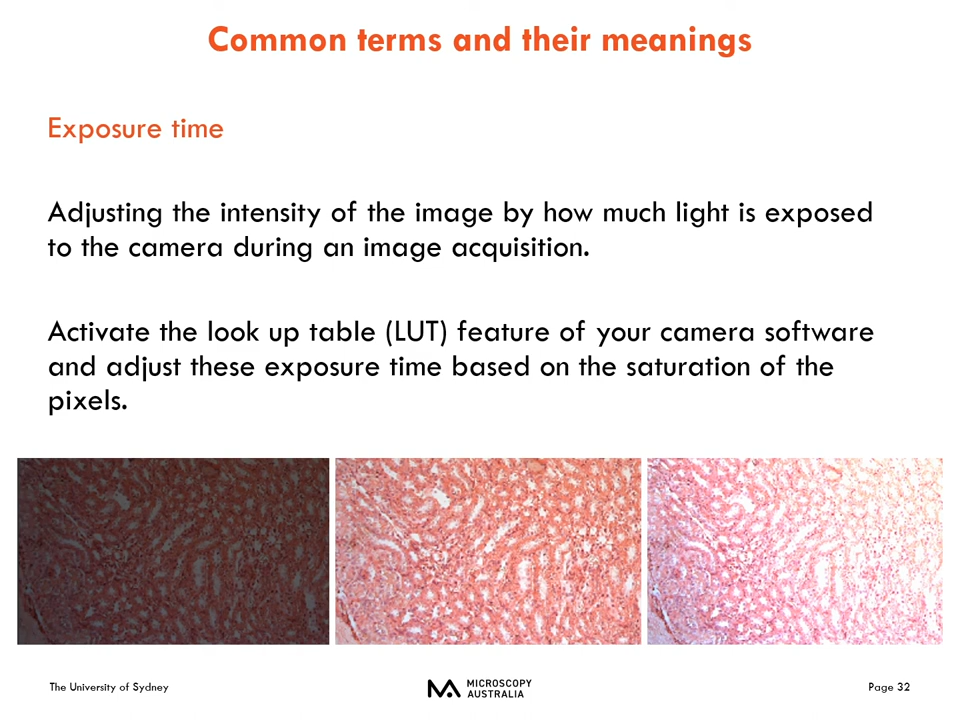 Common terms and their meanings
Exposure time
Adjusting the intensity of the image by how much light is exposed
to the camera during an image acquisition.
Activate the look up table (LUT) feature of your camera software
and adjust these exposure time based on the saturation of the
pixels.
The University of Sydney
MICROSCOPY
AUSTRALIA
Page 32